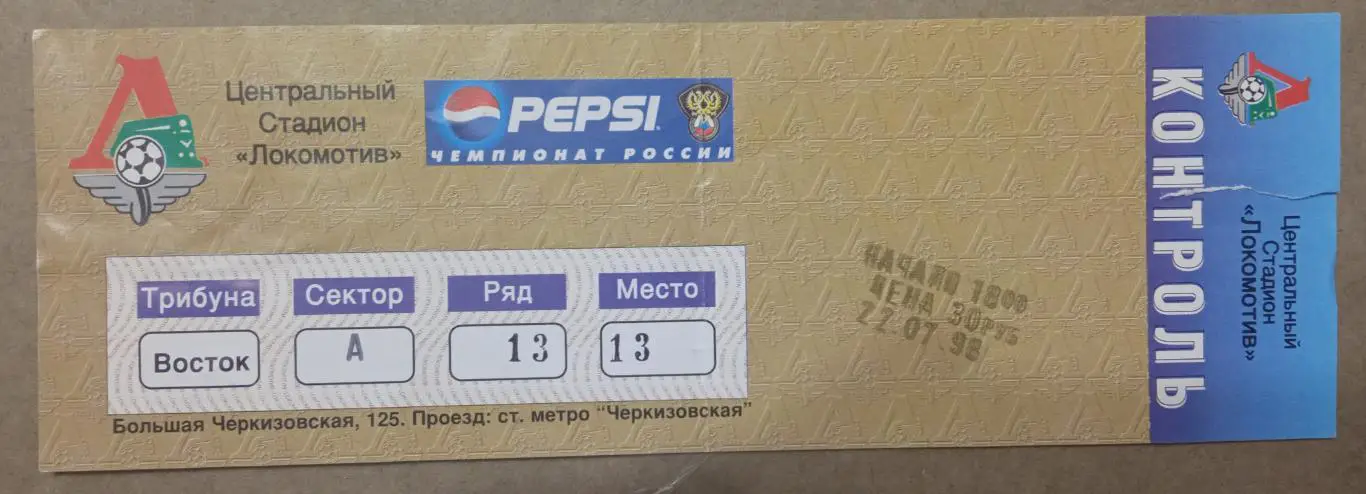 Центральный
Стадион
«Локомотив»
PEPSI
ЧЕМПИОНАТ РОССИИ
Трибуна Сектор Ряд Место
Восток А 13 13
Большая Черкизовская, 125. Проезд: ст. метро "Черкизовская"
НАЧАЛО 1800
ЦЕНА 30РУБ
22 07 98
КОНТРОЛЬ
Центральный
Стадион
«Локомотив»